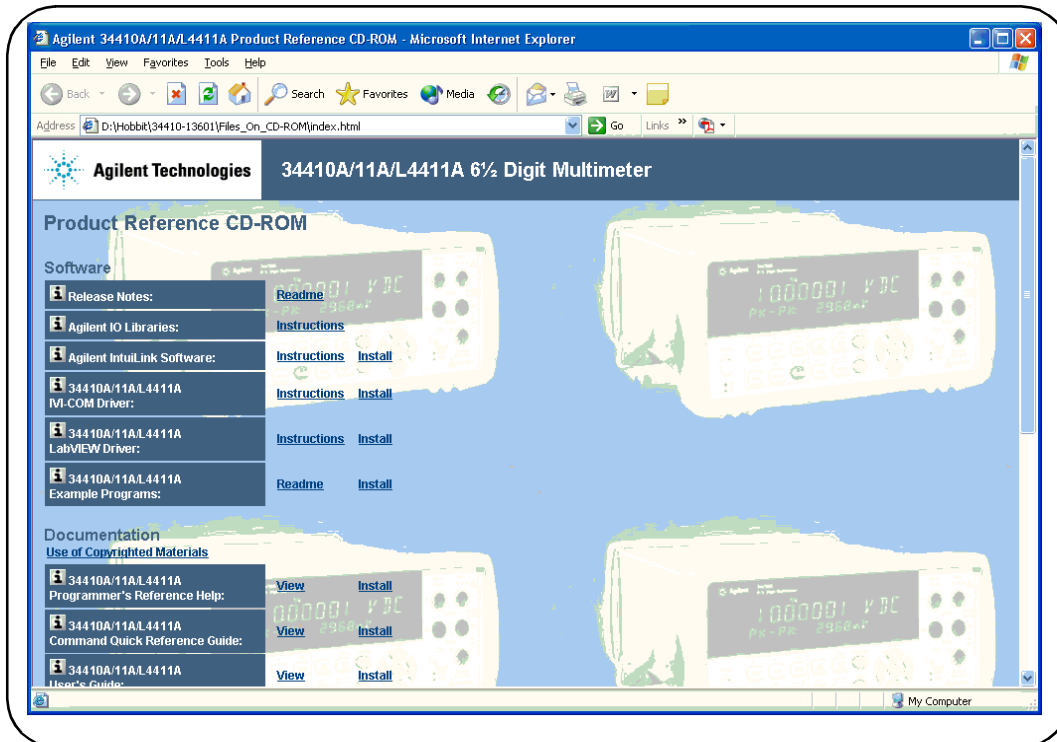 Agilent 34410A/11A/L4411A Product Reference CD-ROM - Microsoft Internet Explorer
File Edit View Favorites Tools Help
Back Search Favorites Media
Address D:\Hobbit\34410-13601\Files_On_CD-ROM\index.html Go Links »
Agilent Technologies 34410A/11A/L4411A 6½ Digit Multimeter
Product Reference CD-ROM
Software
Release Notes: Readme
Agilent IO Libraries: Instructions
Agilent IntuiLink Software: Instructions Install
34410A/11A/L4411A
IVI-COM Driver: Instructions Install
34410A/11A/L4411A
LabVIEW Driver: Instructions Install
34410A/11A/L4411A
Example Programs: Readme Install
Documentation
Use of Copyrighted Materials
34410A/11A/L4411A
Programmer's Reference Help: View Install
34410A/11A/L4411A
Command Quick Reference Guide: View Install
34410A/11A/L4411A
User's Guide: View Install
My Computer